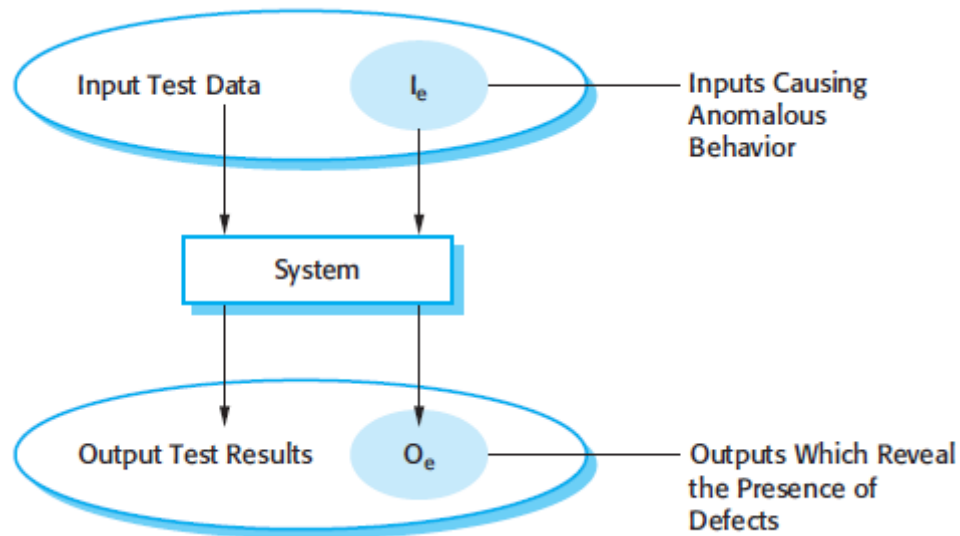 Input Test Data
Iₑ
Inputs Causing
Anomalous
Behavior
System
Output Test Results
Oₑ
Outputs Which Reveal
the Presence of
Defects